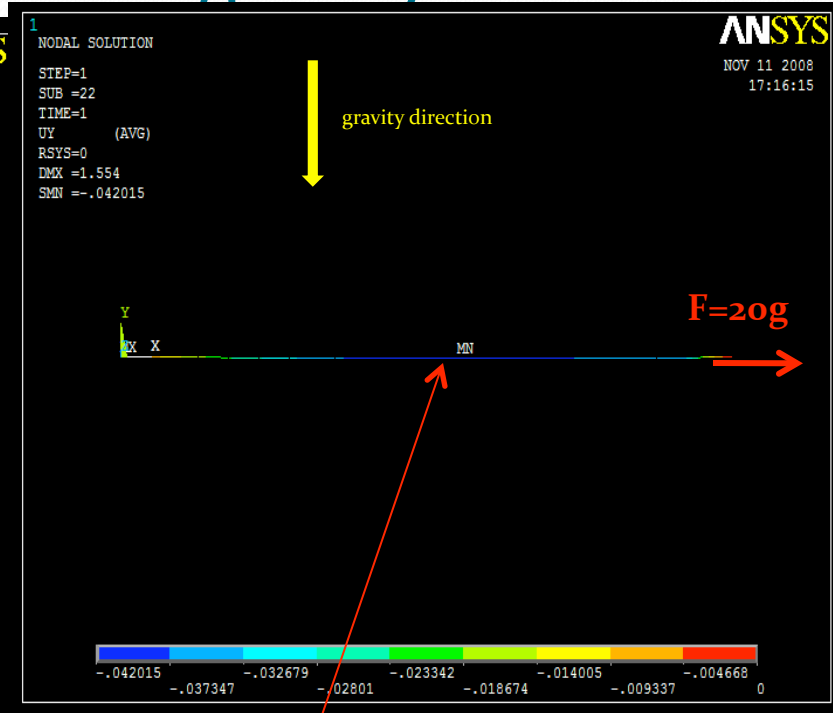 1
NODAL SOLUTION
STEP=1
SUB =22
TIME=1
UY (AVG)
RSYS=0
DMX =1.554
SMN =-.042015
ANSYS
NOV 11 2008
17:16:15
gravity direction
F=20g
Y
X
MN
-.042015
-.037347
-.032679
-.02801
-.023342
-.018674
-.014005
-.009337
-.004668
0